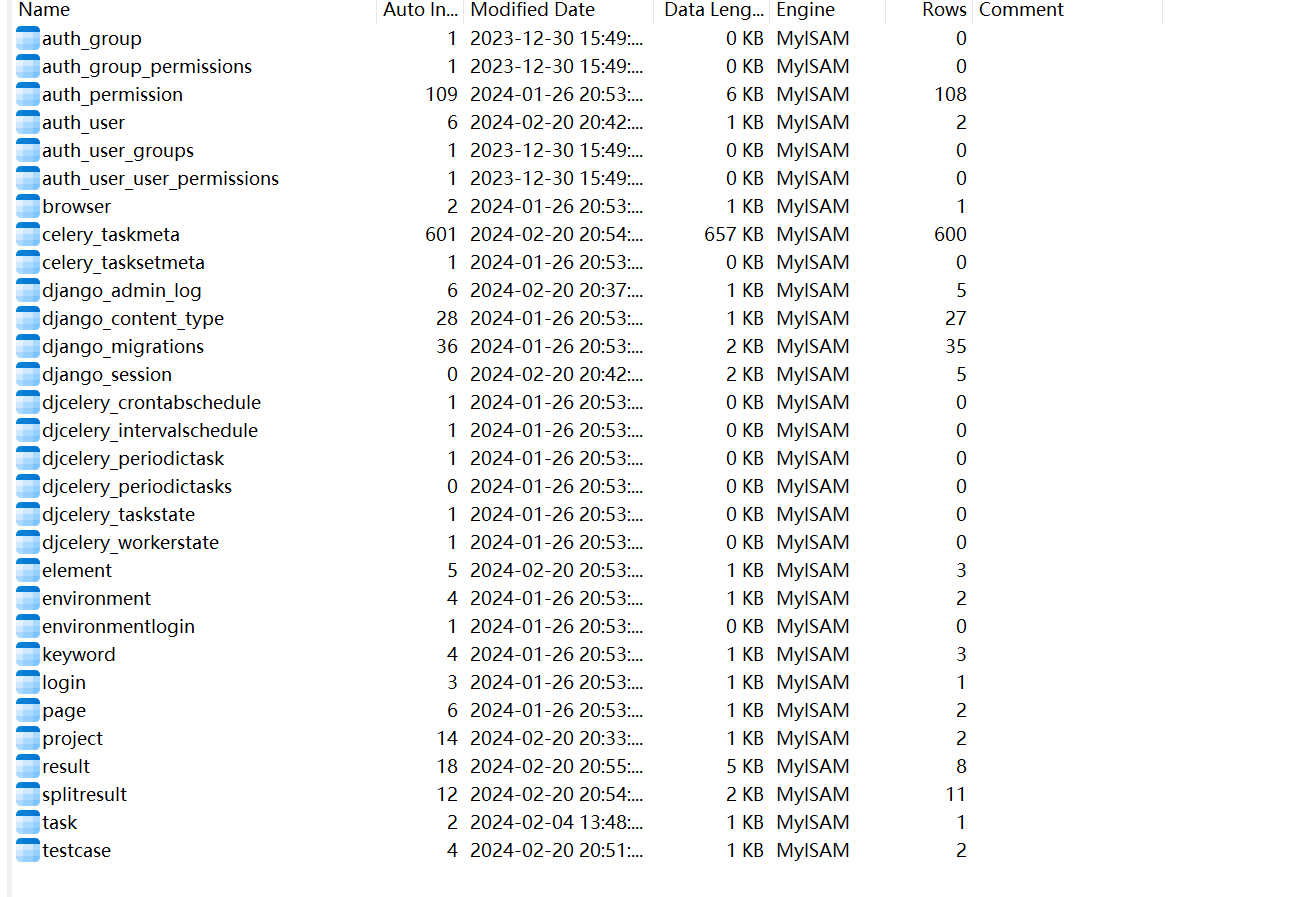 Name Auto In... Modified Date Data Leng... Engine Rows Comment
auth_group 1 2023-12-30 15:49:... 0 KB MyISAM 0
auth_group_permissions 1 2023-12-30 15:49:... 0 KB MyISAM 0
auth_permission 109 2024-01-26 20:53:... 6 KB MyISAM 108
auth_user 6 2024-02-20 20:42:... 1 KB MyISAM 2
auth_user_groups 1 2023-12-30 15:49:... 0 KB MyISAM 0
auth_user_user_permissions 1 2023-12-30 15:49:... 0 KB MyISAM 0
browser 2 2024-01-26 20:53:... 1 KB MyISAM 1
celery_taskmeta 601 2024-02-20 20:54:... 657 KB MyISAM 600
celery_tasksetmeta 1 2024-01-26 20:53:... 0 KB MyISAM 0
django_admin_log 6 2024-02-20 20:37:... 1 KB MyISAM 5
django_content_type 28 2024-01-26 20:53:... 1 KB MyISAM 27
django_migrations 36 2024-01-26 20:53:... 2 KB MyISAM 35
django_session 0 2024-02-20 20:42:... 2 KB MyISAM 5
djcelery_crontabschedule 1 2024-01-26 20:53:... 0 KB MyISAM 0
djcelery_intervalschedule 1 2024-01-26 20:53:... 0 KB MyISAM 0
djcelery_periodictask 1 2024-01-26 20:53:... 0 KB MyISAM 0
djcelery_periodictasks 0 2024-01-26 20:53:... 0 KB MyISAM 0
djcelery_taskstate 1 2024-01-26 20:53:... 0 KB MyISAM 0
djcelery_workerstate 1 2024-01-26 20:53:... 0 KB MyISAM 0
element 5 2024-02-20 20:53:... 1 KB MyISAM 3
environment 4 2024-01-26 20:53:... 1 KB MyISAM 2
environmentlogin 1 2024-01-26 20:53:... 0 KB MyISAM 0
keyword 4 2024-01-26 20:53:... 1 KB MyISAM 3
login 3 2024-01-26 20:53:... 1 KB MyISAM 1
page 6 2024-01-26 20:53:... 1 KB MyISAM 2
project 14 2024-02-20 20:33:... 1 KB MyISAM 2
result 18 2024-02-20 20:55:... 5 KB MyISAM 8
splitresult 12 2024-02-20 20:54:... 2 KB MyISAM 11
task 2 2024-02-04 13:48:... 1 KB MyISAM 1
testcase 4 2024-02-20 20:51:... 1 KB MyISAM 2